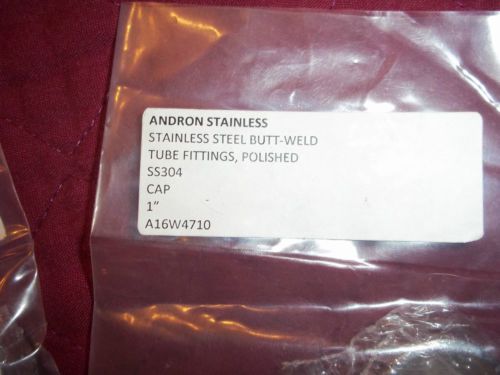 ANDRON STAINLESS
STAINLESS STEEL BUTT-WELD
TUBE FITTINGS, POLISHED
SS304
CAP
1”
A16W4710